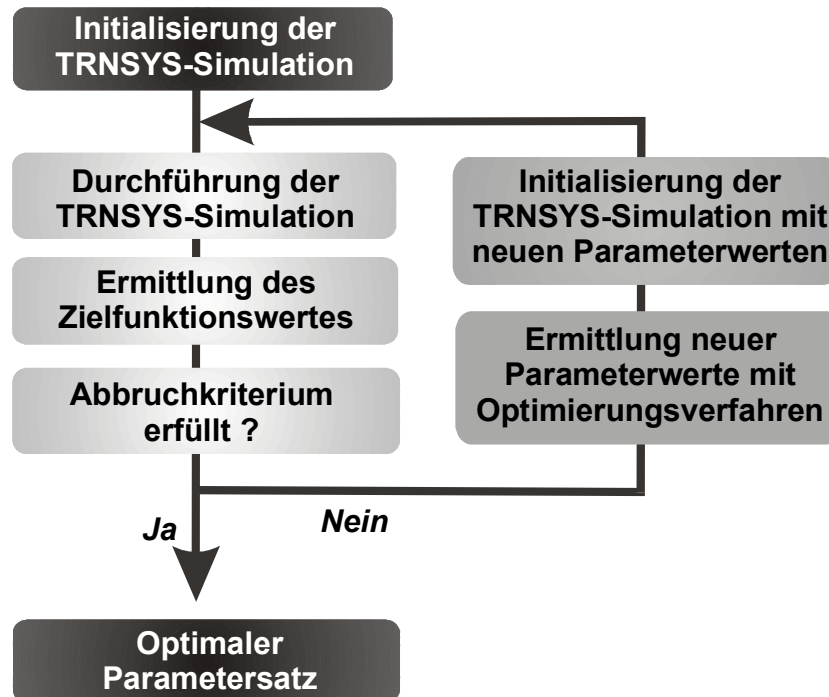 Initialisierung der
TRNSYS-Simulation
Durchführung der
TRNSYS-Simulation
Ermittlung des
Zielfunktionswertes
Abbruchkriterium
erfüllt ?
Ja
Nein
Initialisierung der
TRNSYS-Simulation mit
neuen Parameterwerten
Ermittlung neuer
Parameterwerte mit
Optimierungsverfahren
Optimaler
Parametersatz